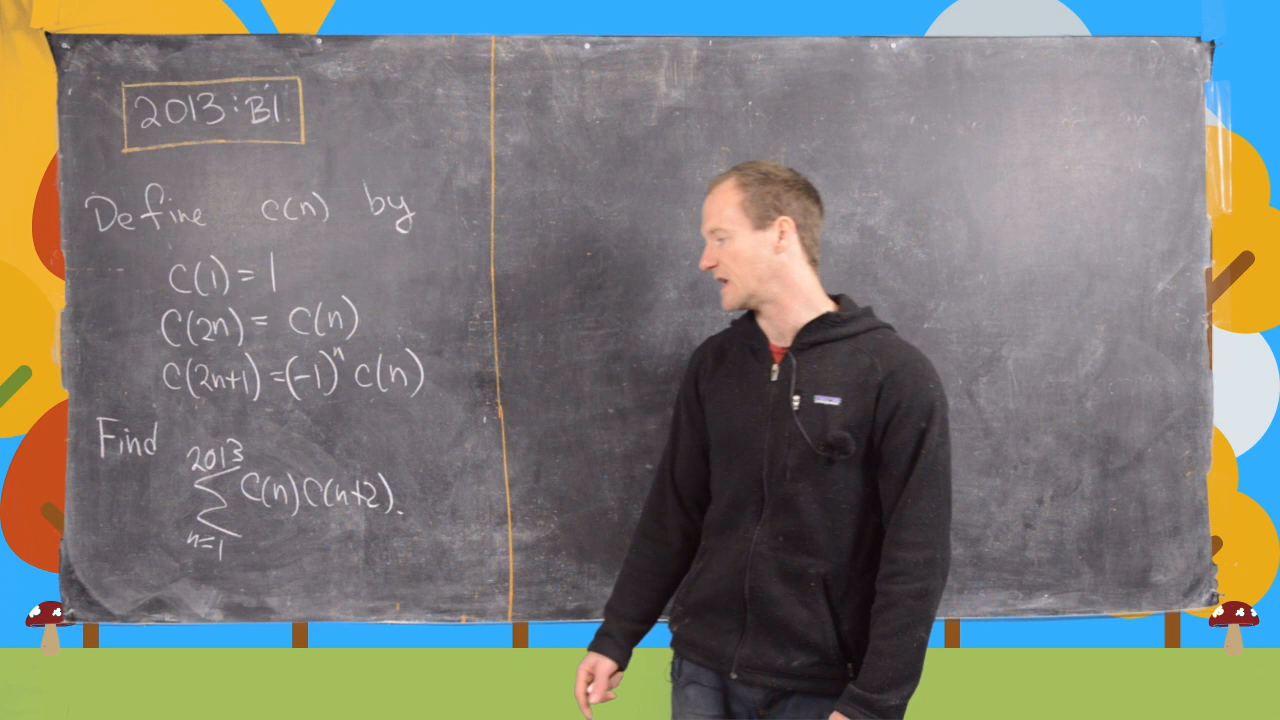 2013:B1.
Define c(n) by
c(1) = 1
C(2n) = C(n)
C(2n+1) = (-1)^n c(n)
Find
2013
∑ C(n)C(n+2).
n=1